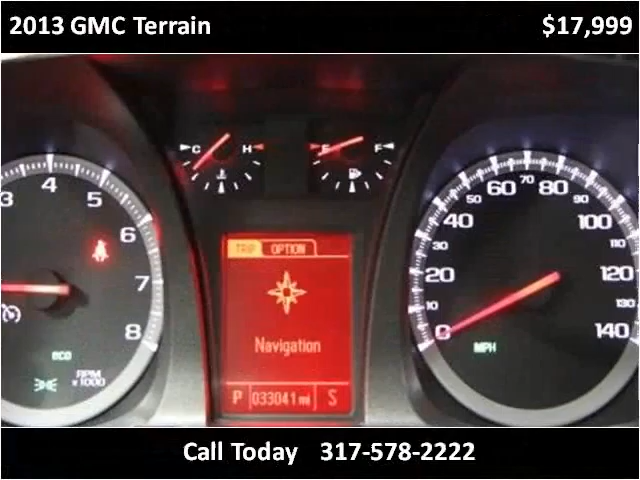 2013 GMC Terrain $17,999
C H E F
TRIP OPTION
Navigation
P 033041 mi S
3 4 5 6 7 8
eco
RPM
x1000
0 10 20 30 40 50 60 70 80 90 100 110 120 130 140
MPH
Call Today 317-578-2222